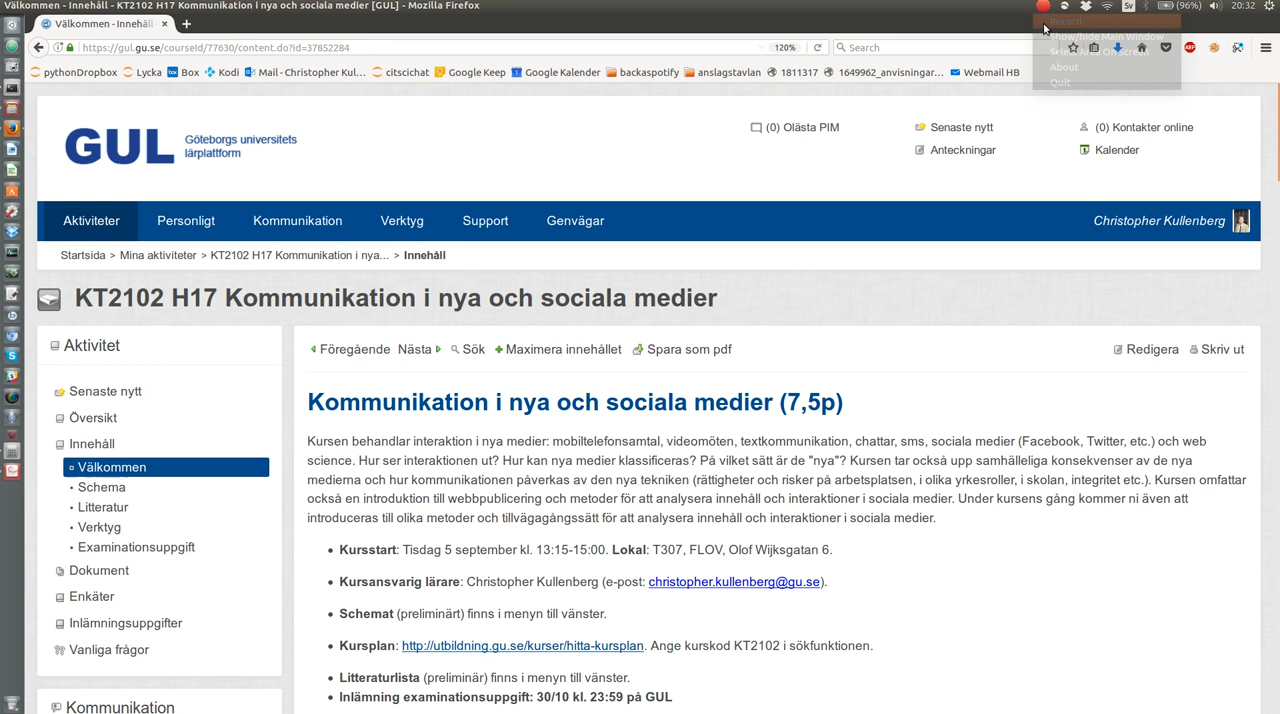 Välkommen - Innehåll - KT2102 H17 Kommunikation i nya och sociala medier [GUL] - Mozilla Firefox
Sv (96%) 20:32
Välkommen - Innehåll
Record
Show/hide Main Window
Select Area On Screen
About
Quit
https://gul.gu.se/courseId/77630/content.do?id=37852284 120% Search
pythonDropbox Lycka Box Kodi Mail - Christopher Kul... citscichat Google Keep Google Kalender backaspotify anslagstavlan 1811317 1649962_anvisningar... Webmail HB
GUL Göteborgs universitets
lärplattform
(0) Olästa PIM Senaste nytt (0) Kontakter online
Anteckningar Kalender
Aktiviteter Personligt Kommunikation Verktyg Support Genvägar Christopher Kullenberg
Startsida > Mina aktiviteter > KT2102 H17 Kommunikation i nya... > Innehåll
KT2102 H17 Kommunikation i nya och sociala medier
Aktivitet
Senaste nytt
Översikt
Innehåll
Välkommen
Schema
Litteratur
Verktyg
Examinationsuppgift
Dokument
Enkäter
Inlämningsuppgifter
Vanliga frågor
Kommunikation
Föregående Nästa Sök Maximera innehållet Spara som pdf Redigera Skriv ut
Kommunikation i nya och sociala medier (7,5p)
Kursen behandlar interaktion i nya medier: mobiltelefonsamtal, videomöten, textkommunikation, chattar, sms, sociala medier (Facebook, Twitter, etc.) och web
science. Hur ser interaktionen ut? Hur kan nya medier klassificeras? På vilket sätt är de "nya"? Kursen tar också upp samhälleliga konsekvenser av de nya
medierna och hur kommunikationen påverkas av den nya tekniken (rättigheter och risker på arbetsplatsen, i olika yrkesroller, i skolan, integritet etc.). Kursen omfattar
också en introduktion till webbpublicering och metoder för att analysera innehåll och interaktioner i sociala medier. Under kursens gång kommer ni även att
introduceras till olika metoder och tillvägagångssätt för att analysera innehåll och interaktioner i sociala medier.
• Kursstart: Tisdag 5 september kl. 13:15-15:00. Lokal: T307, FLOV, Olof Wijksgatan 6.
• Kursansvarig lärare: Christopher Kullenberg (e-post: christopher.kullenberg@gu.se).
• Schemat (preliminärt) finns i menyn till vänster.
• Kursplan: http://utbildning.gu.se/kurser/hitta-kursplan. Ange kurskod KT2102 i sökfunktionen.
• Litteraturlista (preliminär) finns i menyn till vänster.
• Inlämning examinationsuppgift: 30/10 kl. 23:59 på GUL